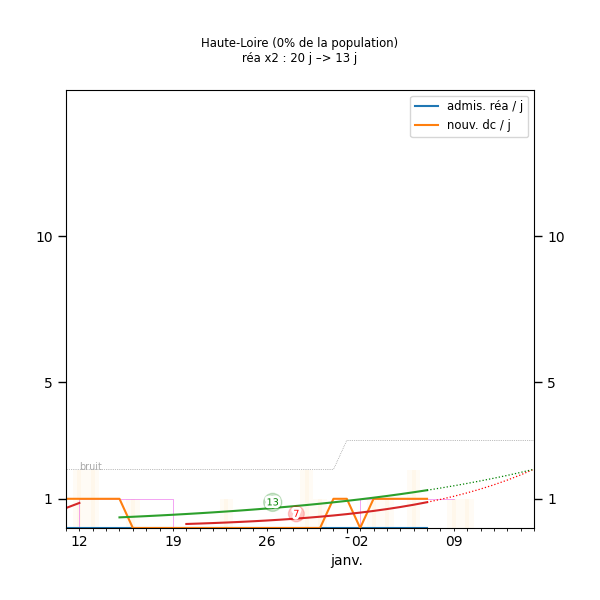 Haute-Loire (0% de la population)
réa x2 : 20 j –> 13 j
admis. réa / j
nouv. dc / j
10
10
5
5
bruit
1
13
7
1
12
19
26
02
09
janv.